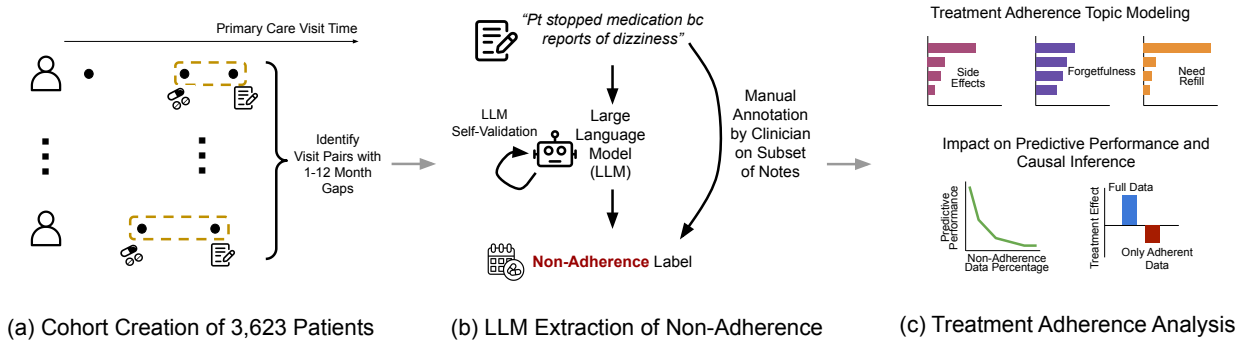 Primary Care Visit Time
Identify
Visit Pairs with
1-12 Month
Gaps
(a) Cohort Creation of 3,623 Patients
“Pt stopped medication bc
reports of dizziness”
LLM
Self-Validation
Large
Language
Model
(LLM)
Manual
Annotation
by Clinician
on Subset
of Notes
Non-Adherence Label
(b) LLM Extraction of Non-Adherence
Treatment Adherence Topic Modeling
Side
Effects
Forgetfulness
Need
Refill
Impact on Predictive Performance and
Causal Inference
Predictive
Performance
Non-Adherence
Data Percentage
Treatment Effect
Full Data
Only Adherent
Data
(c) Treatment Adherence Analysis